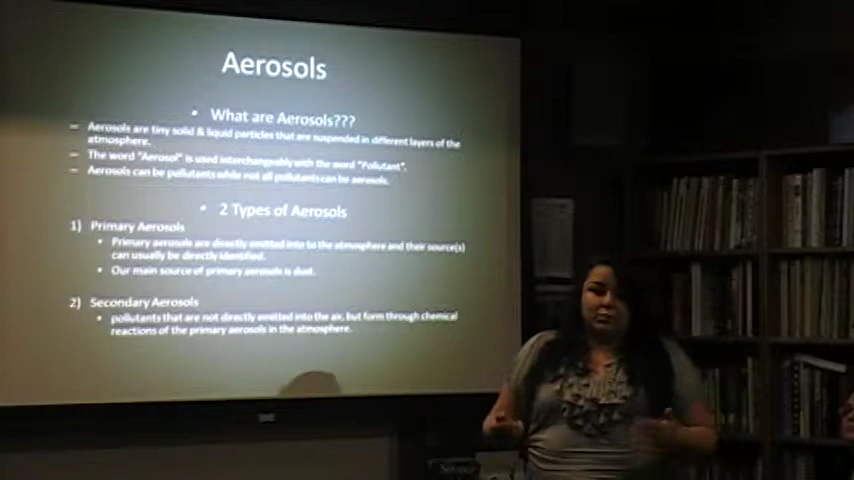 Aerosols
• What are Aerosols???
– Aerosols are tiny solid & liquid particles that are suspended in different layers of the
atmosphere.
– The word "Aerosol" is used interchangeably with the word "Pollutant".
– Aerosols can be pollutants while not all pollutants can be aerosols.
• 2 Types of Aerosols
1) Primary Aerosols
• Primary aerosols are directly emitted into to the atmosphere and their source(s)
can usually be directly identified.
• Our main source of primary aerosols is dust.
2) Secondary Aerosols
• pollutants that are not directly emitted into the air, but form through chemical
reactions of the primary aerosols in the atmosphere.